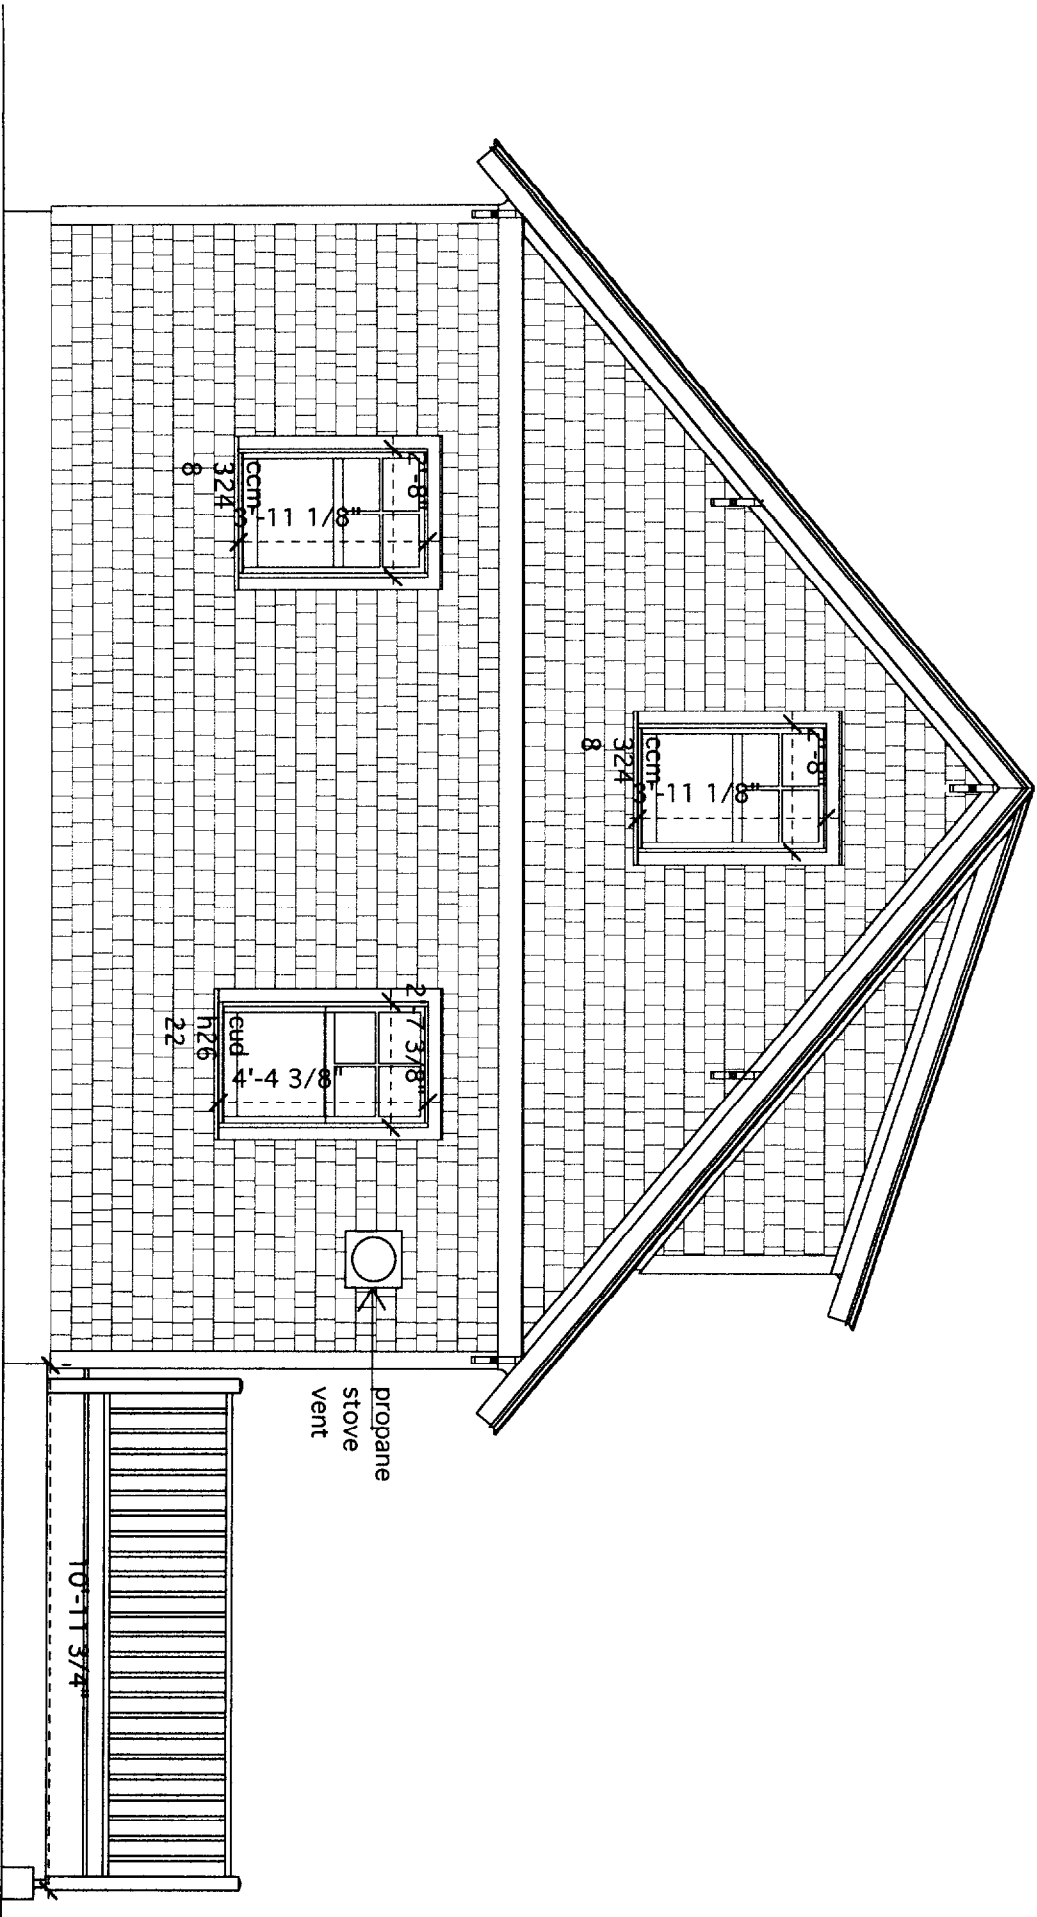 2'-8"
3'-11 1/8"
ccm-
324
8
2'-8"
3'-11 1/8"
ccm-
324
8
2'-7 3/8"
4'-4 3/8"
cud
h26
22
propane
stove
vent
10'-11 3/4"